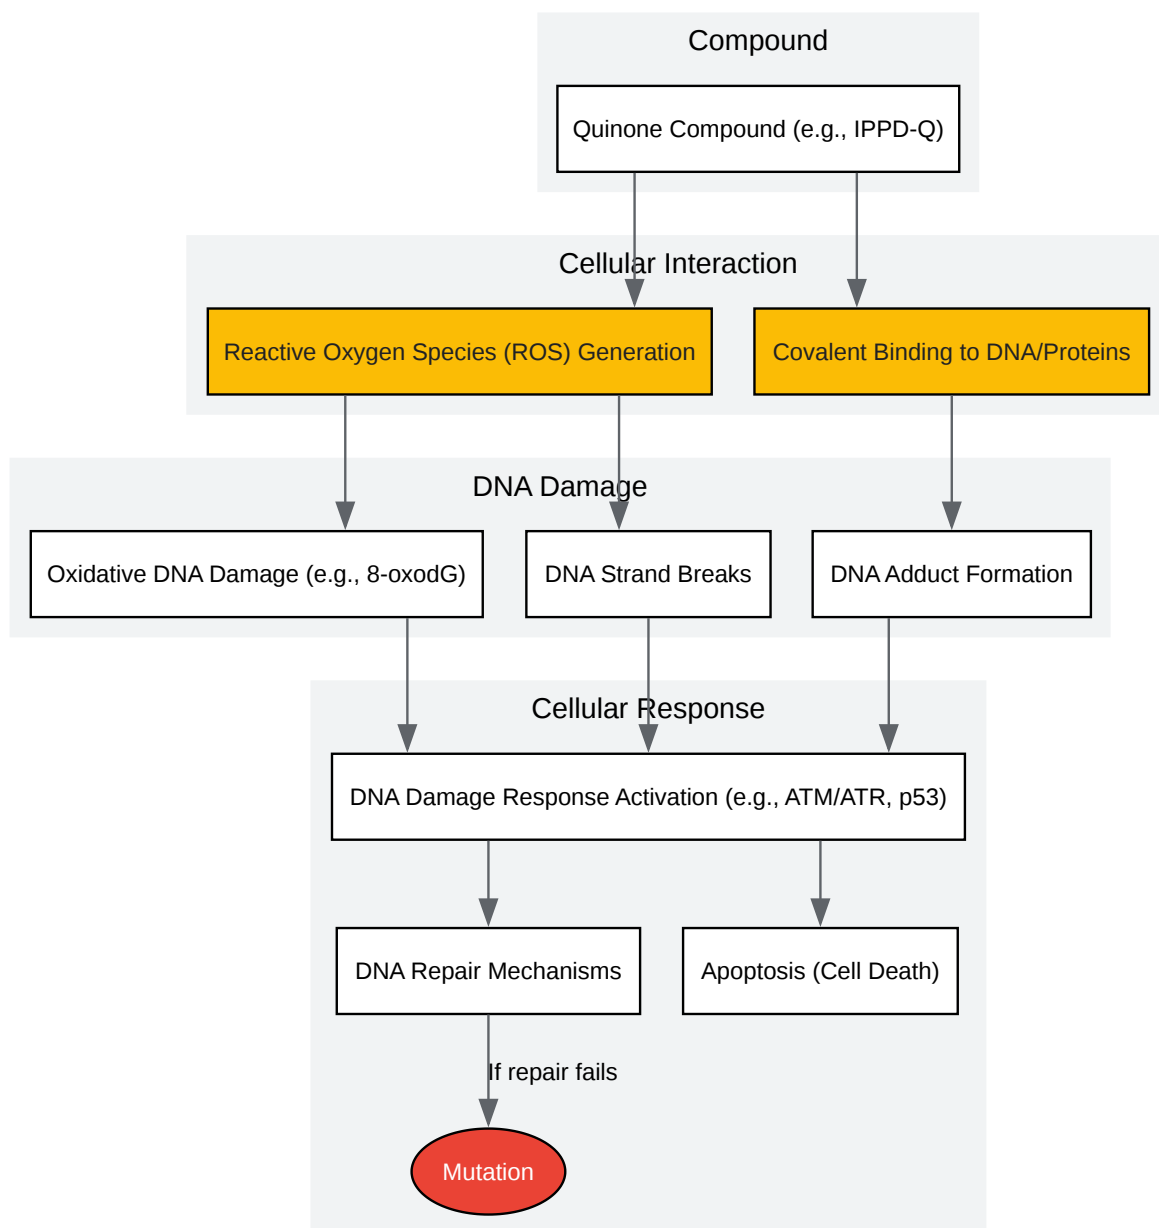 Compound
Quinone Compound (e.g., IPPD-Q)
Cellular Interaction
Reactive Oxygen Species (ROS) Generation
Covalent Binding to DNA/Proteins
DNA Damage
Oxidative DNA Damage (e.g., 8-oxodG)
DNA Strand Breaks
DNA Adduct Formation
Cellular Response
DNA Damage Response Activation (e.g., ATM/ATR, p53)
DNA Repair Mechanisms
Apoptosis (Cell Death)
If repair fails
Mutation